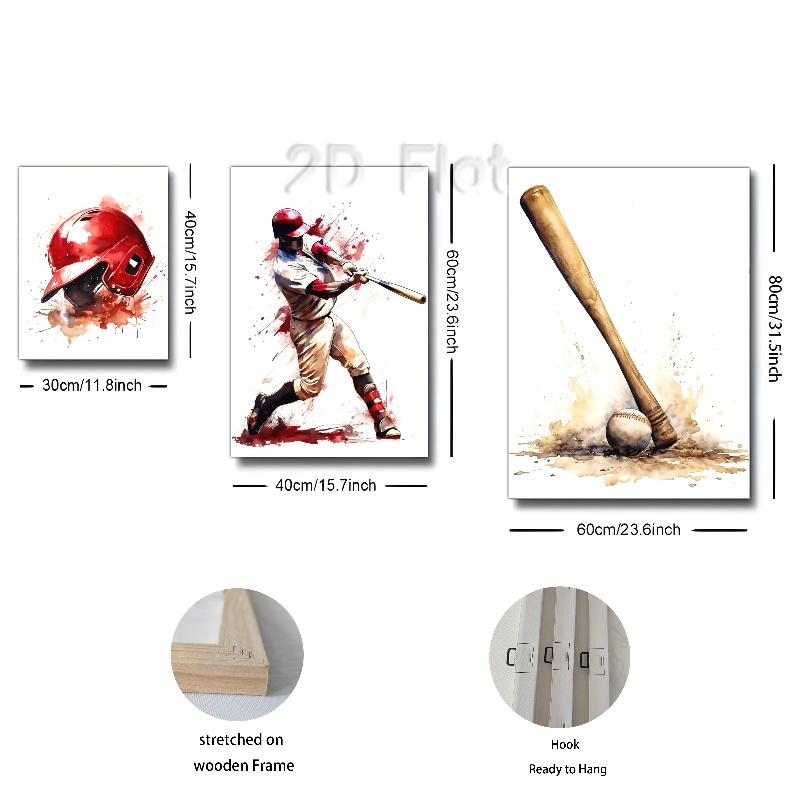 2D Flat
40cm/15.7inch
60cm/23.6inch
80cm/31.5inch
30cm/11.8inch
40cm/15.7inch
60cm/23.6inch
stretched on
wooden Frame
Hook
Ready to Hang